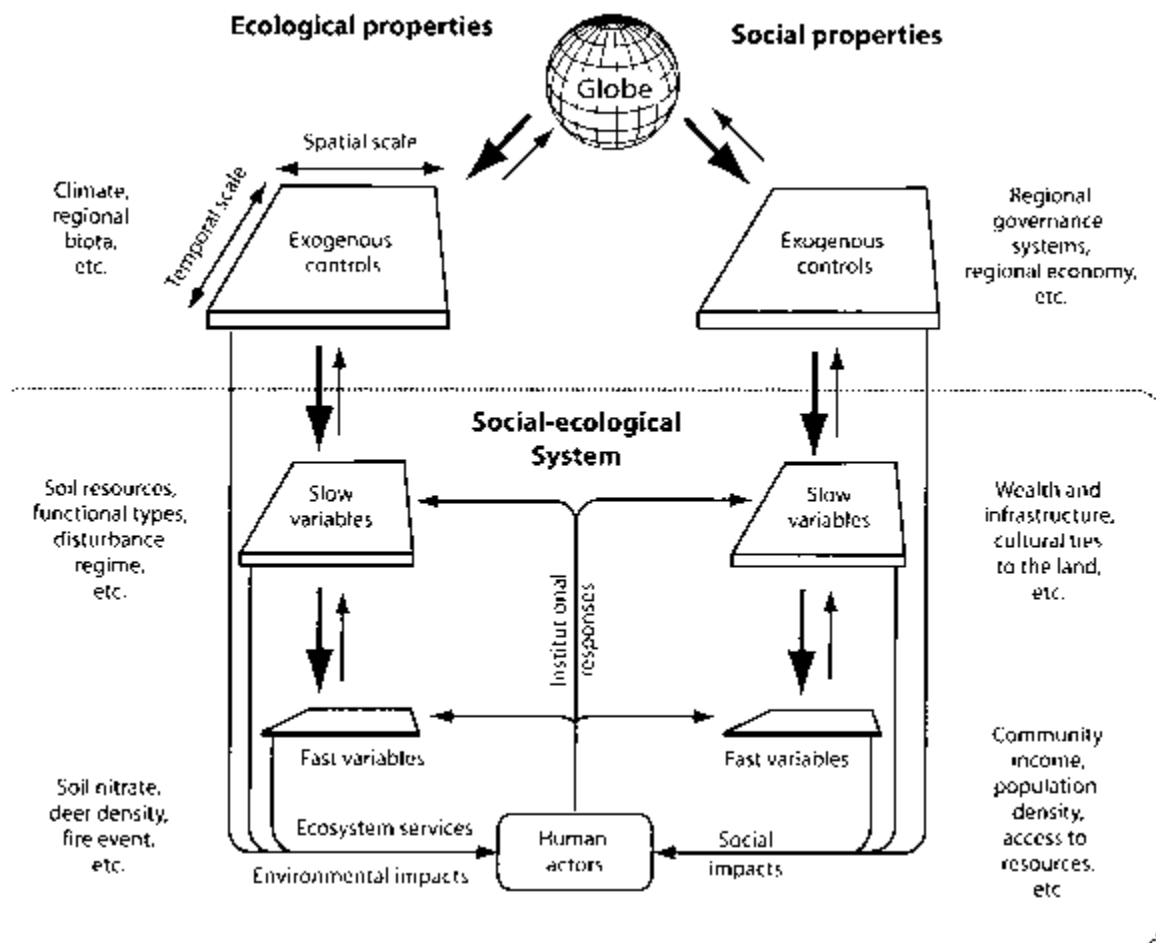 Ecological properties
Social properties
Globe
Spatial scale
Temporal scale
Climate,
regional
biota,
etc.
Exogenous
controls
Exogenous
controls
Regional
governance
systems,
regional economy,
etc.
Social-ecological
System
Soil resources,
functional types,
disturbance
regime,
etc.
Slow
variables
Slow
variables
Wealth and
infrastructure,
cultural ties
to the land,
etc.
Institutional
responses
Fast variables
Fast variables
Soil nitrate,
deer density,
fire event,
etc.
Community
income,
population
density,
access to
resources,
etc
Ecosystem services
Environmental impacts
Human
actors
Social
impacts